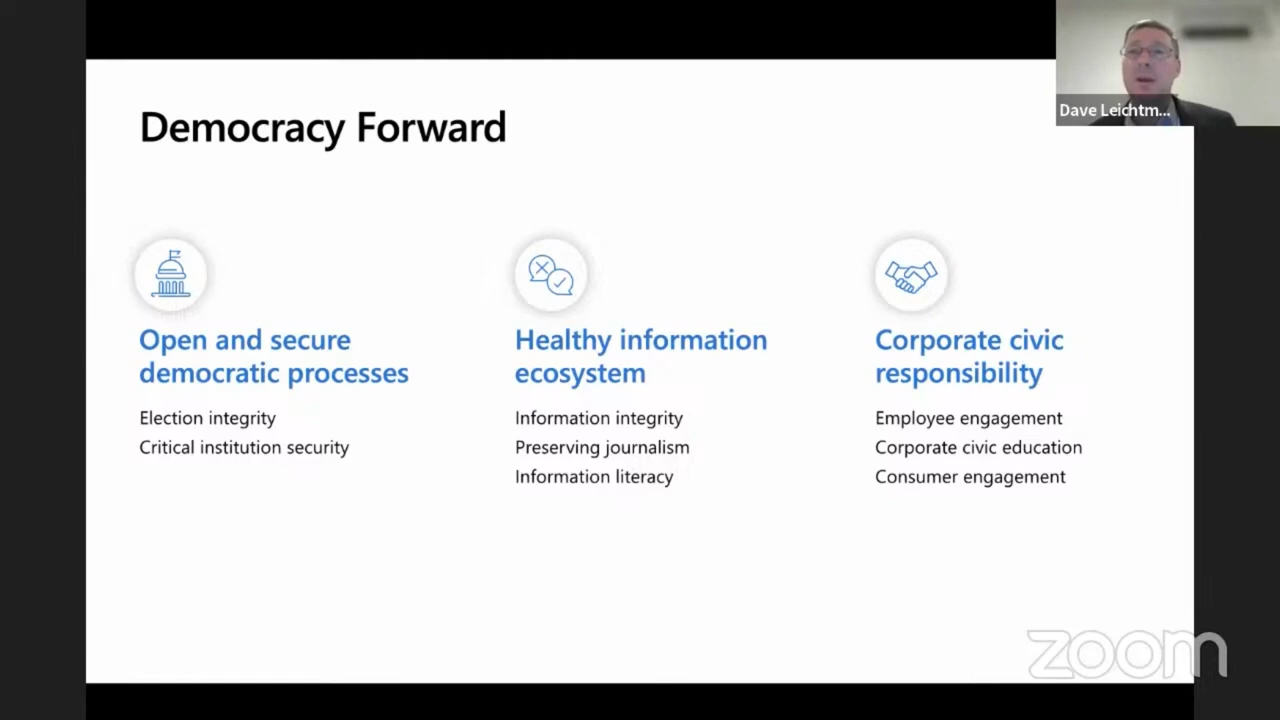 Democracy Forward
Dave Leichtm...
Open and secure
democratic processes
Election integrity
Critical institution security
Healthy information
ecosystem
Information integrity
Preserving journalism
Information literacy
Corporate civic
responsibility
Employee engagement
Corporate civic education
Consumer engagement
zoom